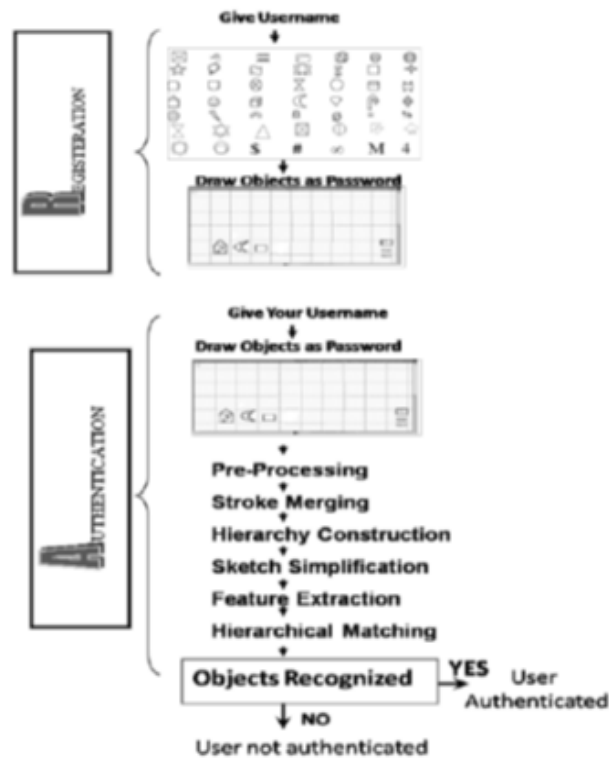 Give Username
REGISTERATION
$ # ∞ M 4
Draw Objects as Password
Give Your Username
Draw Objects as Password
AUTHENTICATION
Pre-Processing
Stroke Merging
Hierarchy Construction
Sketch Simplification
Feature Extraction
Hierarchical Matching
Objects Recognized
YES
User
Authenticated
NO
User not authenticated